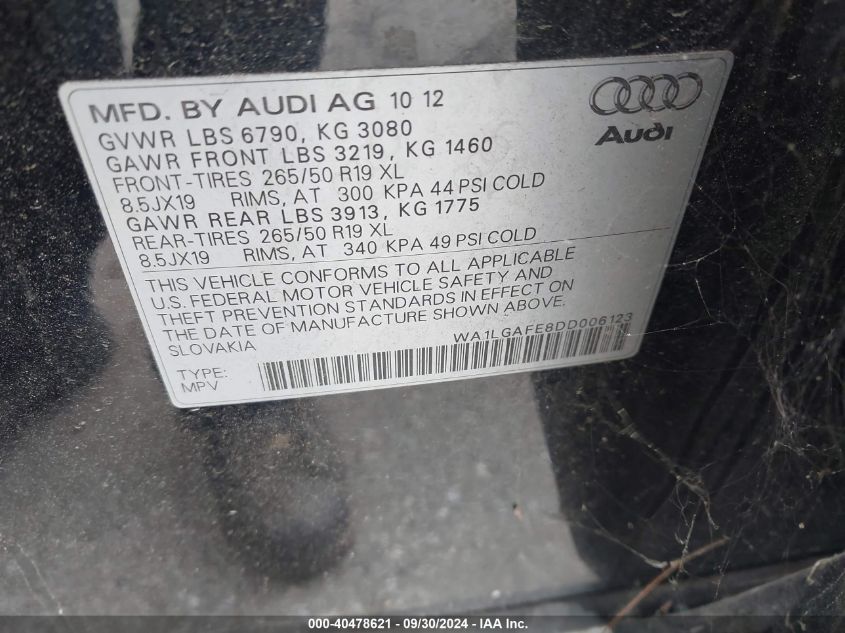 MFD. BY AUDI AG 10 12
GVWR LBS 6790, KG 3080
GAWR FRONT LBS 3219, KG 1460
FRONT-TIRES 265/50 R19 XL
8.5JX19 RIMS, AT 300 KPA 44 PSI COLD
GAWR REAR LBS 3913, KG 1775
REAR-TIRES 265/50 R19 XL
8.5JX19 RIMS, AT 340 KPA 49 PSI COLD
Audi
THIS VEHICLE CONFORMS TO ALL APPLICABLE
U.S. FEDERAL MOTOR VEHICLE SAFETY AND
THEFT PREVENTION STANDARDS IN EFFECT ON
THE DATE OF MANUFACTURE SHOWN ABOVE.
SLOVAKIA
WA1LGAFE8DD006123
TYPE:
MPV
000-40478621 - 09/30/2024 - © IAA, Inc.